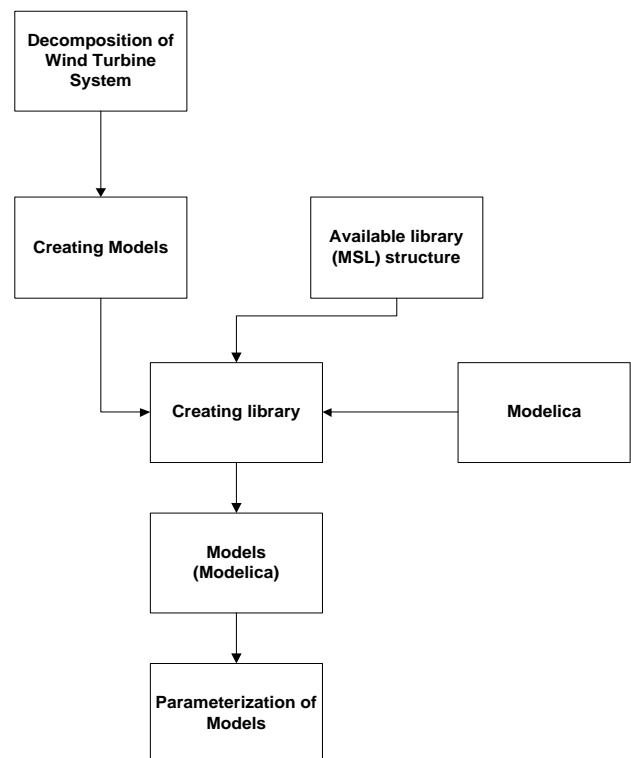 Decomposition of
Wind Turbine
System
Creating Models
Available library
(MSL) structure
Creating library
Modelica
Models
(Modelica)
Parameterization of
Models